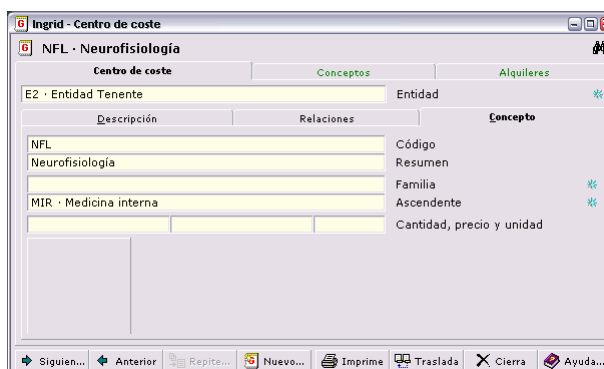 Ingrid - Centro de coste
NFL · Neurofisiología
Centro de coste Conceptos Alquileres
E2 · Entidad Tenente Entidad
Descripción Relaciones Concepto
NFL Código
Neurofisiología Resumen
Familia
MIR · Medicina interna Ascendente
Cantidad, precio y unidad
Siguien... Anterior Repite... Nuevo... Imprime Traslada Cierra Ayuda...